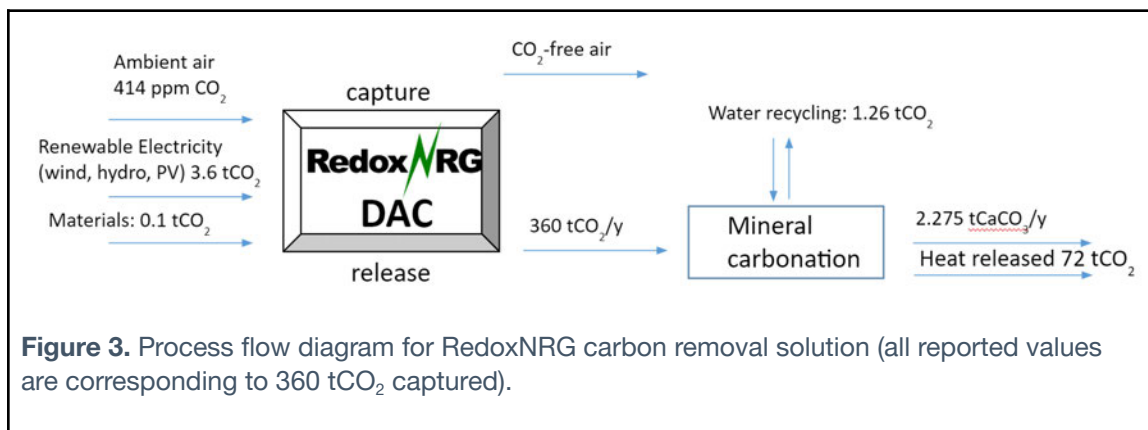 Ambient air
414 ppm CO₂
Renewable Electricity
(wind, hydro, PV) 3.6 tCO₂
Materials: 0.1 tCO₂
capture
RedoxNRG
DAC
release
CO₂-free air
360 tCO₂/y
Water recycling: 1.26 tCO₂
Mineral
carbonation
2.275 tCaCO₃/y
Heat released 72 tCO₂
Figure 3. Process flow diagram for RedoxNRG carbon removal solution (all reported values
are corresponding to 360 tCO₂ captured).